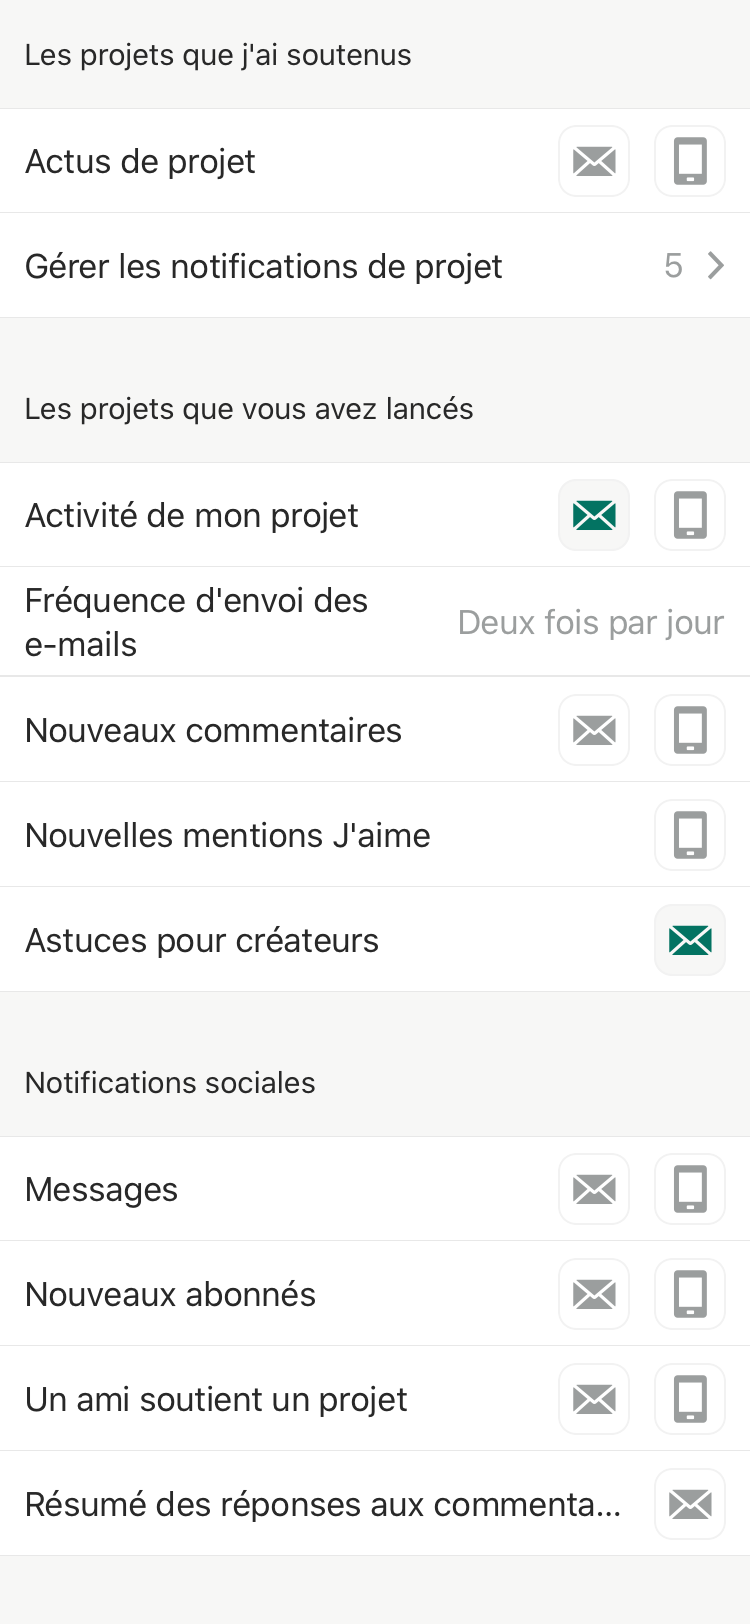 Les projets que j'ai soutenus
Actus de projet
Gérer les notifications de projet 5
Les projets que vous avez lancés
Activité de mon projet
Fréquence d'envoi des
e-mails
Deux fois par jour
Nouveaux commentaires
Nouvelles mentions J'aime
Astuces pour créateurs
Notifications sociales
Messages
Nouveaux abonnés
Un ami soutient un projet
Résumé des réponses aux commenta...